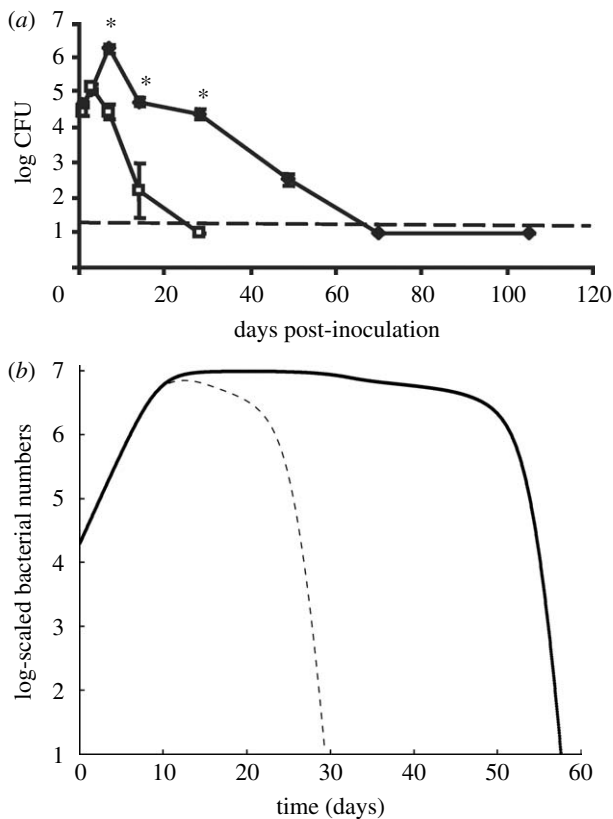 (a)
7
6
5
4
3
2
1
log CFU
* * *
0 20 40 60 80 100 120
days post-inoculation
(b)
7
6
5
4
3
2
1
log-scaled bacterial numbers
0 10 20 30 40 50 60
time (days)